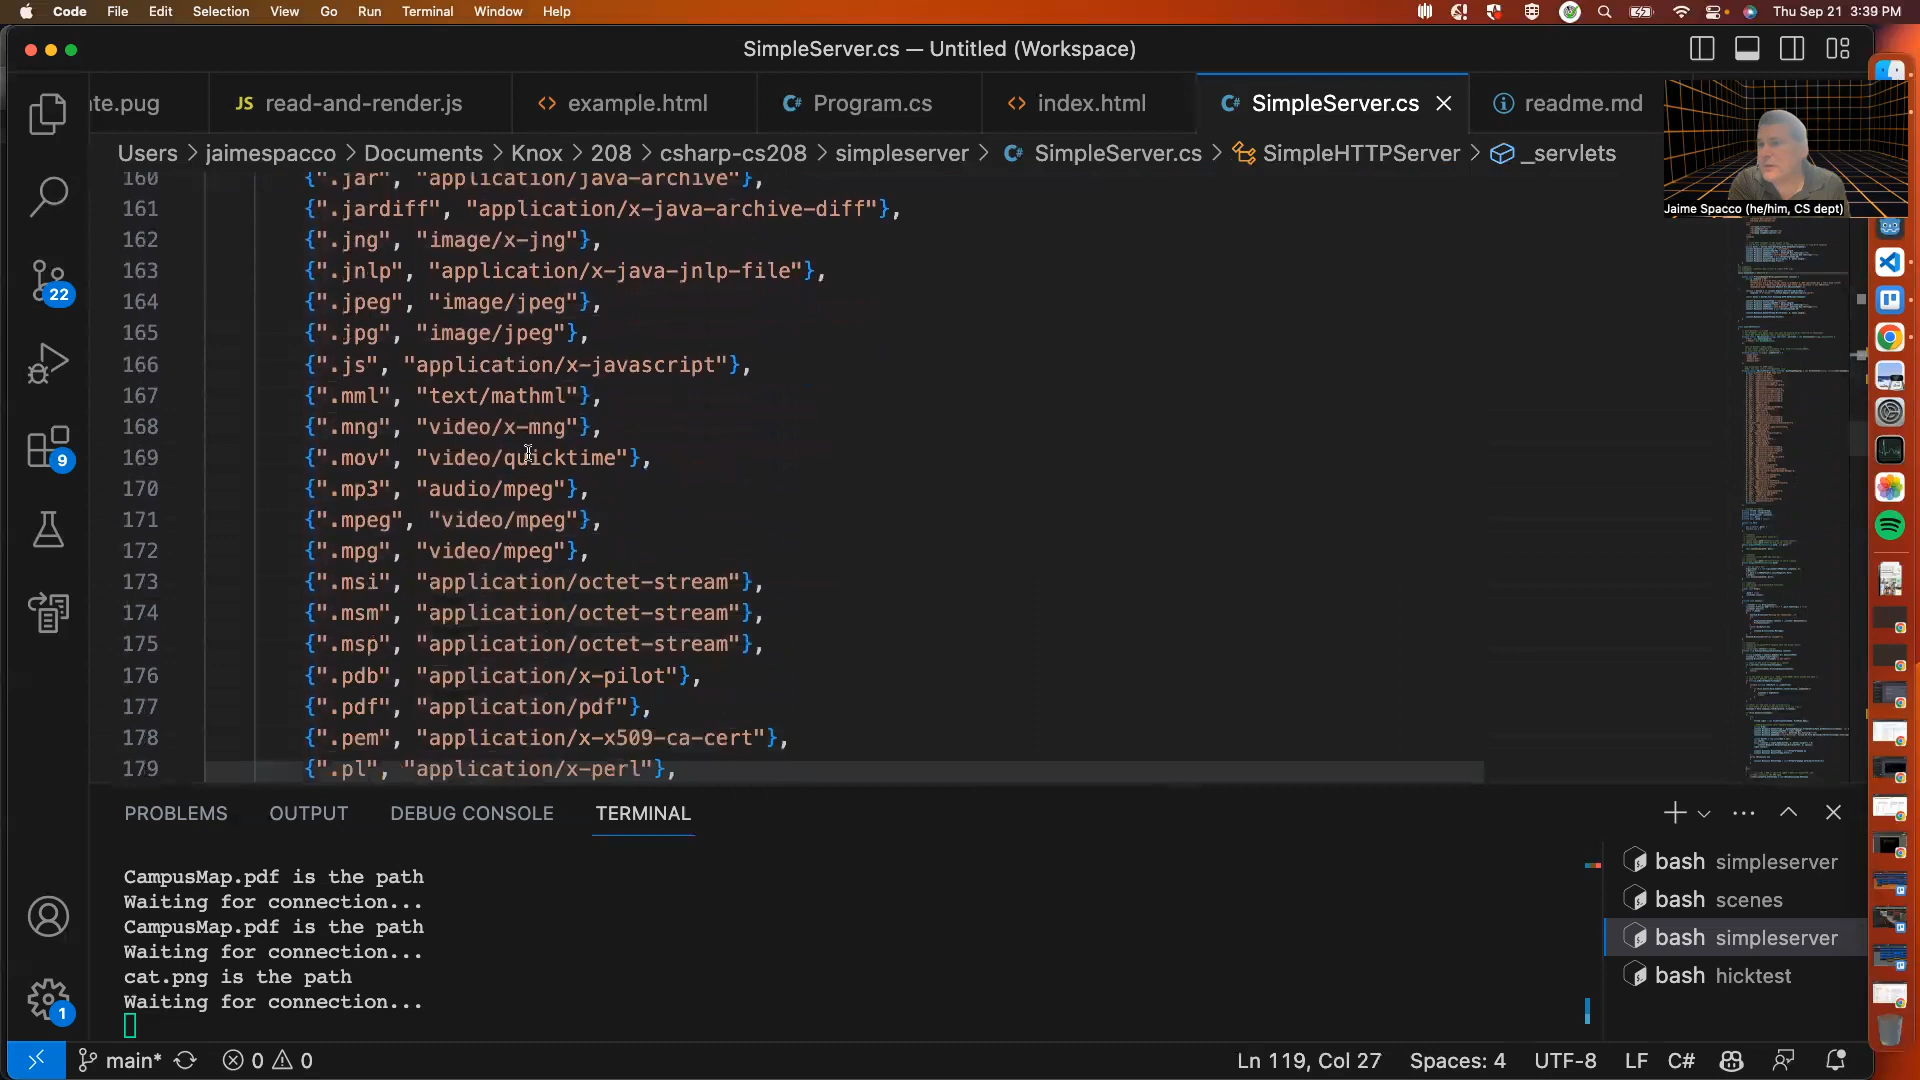 Code File Edit Selection View Go Run Terminal Window Help Thu Sep 21 3:39 PM
SimpleServer.cs — Untitled (Workspace)
te.pug JS read-and-render.js <> example.html C# Program.cs <> index.html C# SimpleServer.cs readme.md
Users > jaimespacco > Documents > Knox > 208 > csharp-cs208 > simpleserver > C# SimpleServer.cs > SimpleHTTPServer > _servlets
Jaime Spacco (he/him, CS dept)
160 {".jar", "application/java-archive"},
161 {".jardiff", "application/x-java-archive-diff"},
162 {".jng", "image/x-jng"},
163 {".jnlp", "application/x-java-jnlp-file"},
164 {".jpeg", "image/jpeg"},
165 {".jpg", "image/jpeg"},
166 {".js", "application/x-javascript"},
167 {".mml", "text/mathml"},
168 {".mng", "video/x-mng"},
169 {".mov", "video/quicktime"},
170 {".mp3", "audio/mpeg"},
171 {".mpeg", "video/mpeg"},
172 {".mpg", "video/mpeg"},
173 {".msi", "application/octet-stream"},
174 {".msm", "application/octet-stream"},
175 {".msp", "application/octet-stream"},
176 {".pdb", "application/x-pilot"},
177 {".pdf", "application/pdf"},
178 {".pem", "application/x-x509-ca-cert"},
179 {".pl", "application/x-perl"},
22
9
1
PROBLEMS OUTPUT DEBUG CONSOLE TERMINAL
CampusMap.pdf is the path
Waiting for connection...
CampusMap.pdf is the path
Waiting for connection...
cat.png is the path
Waiting for connection...
bash simpleserver
bash scenes
bash simpleserver
bash hicktest
main* 0 0 Ln 119, Col 27 Spaces: 4 UTF-8 LF C#